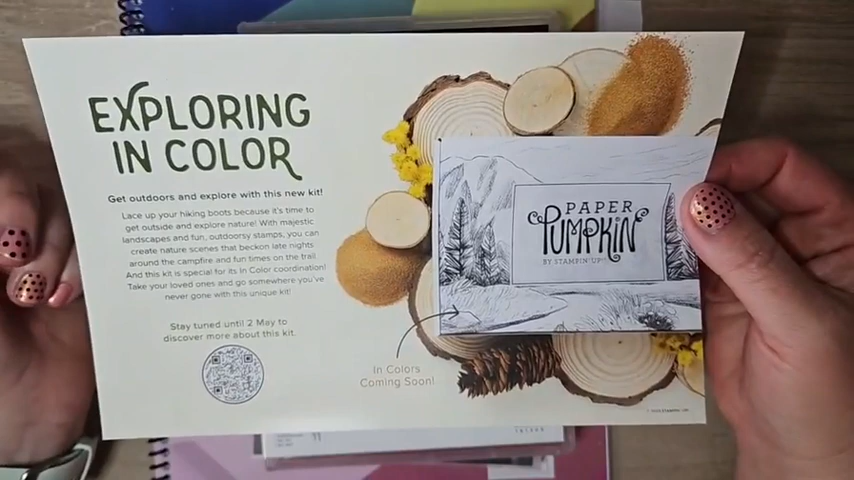 EXPLORING
IN COLOR
Get outdoors and explore with this new kit!
Lace up your hiking boots because it's time to
get outside and explore nature! With majestic
landscapes and fun, outdoorsy stamps, you can
create nature scenes that beckon late nights
around the campfire and fun times on the trail.
And this kit is special for its In Color coordination!
Take your loved ones and go somewhere you've
never gone with this unique kit!
Stay tuned until 2 May to
discover more about this kit.
PAPER
PUMPKIN
BY STAMPIN' UP!
In Colors
Coming Soon!
11